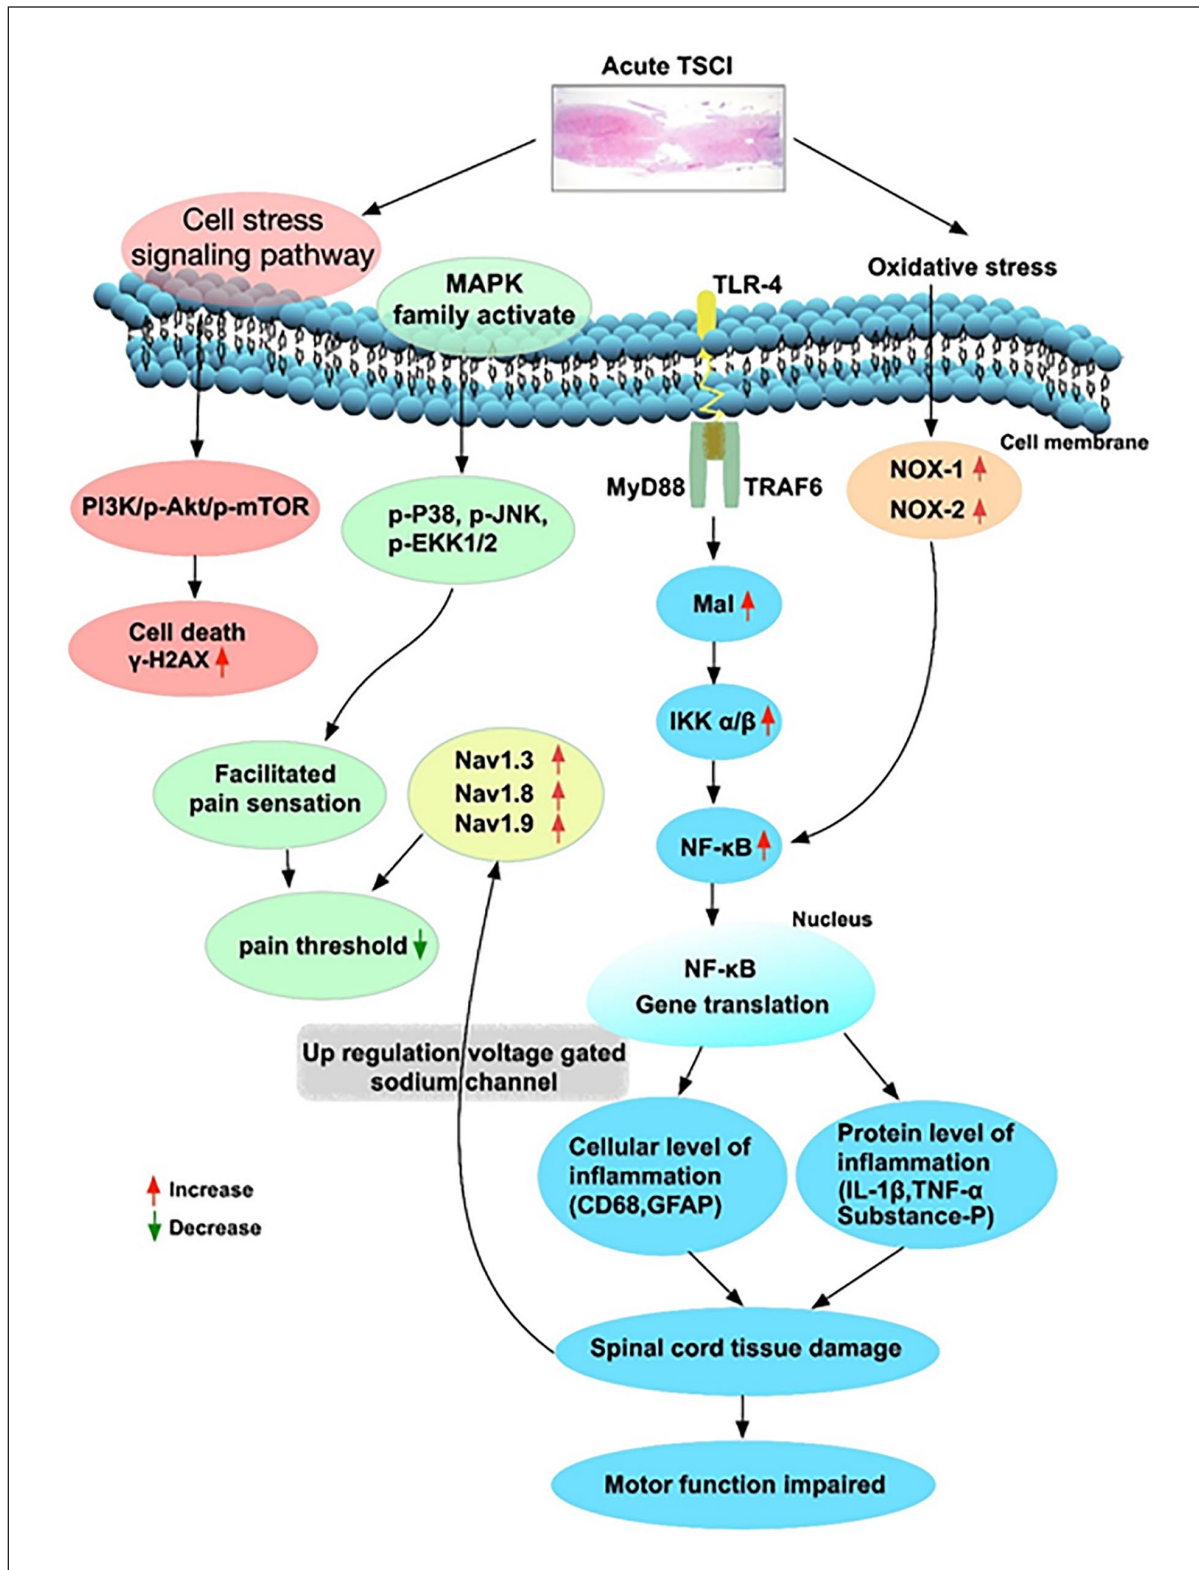 Acute TSCI
Cell stress
signaling pathway
MAPK
family activate
TLR-4
Oxidative stress
Cell membrane
PI3K/p-Akt/p-mTOR
p-P38, p-JNK,
p-EKK1/2
MyD88
TRAF6
NOX-1
NOX-2
Cell death
γ-H2AX
Mal
IKK α/β
Facilitated
pain sensation
Nav1.3
Nav1.8
Nav1.9
NF-κB
pain threshold
Nucleus
NF-κB
Gene translation
Up regulation voltage gated
sodium channel
Cellular level of
inflammation
(CD68,GFAP)
Protein level of
inflammation
(IL-1β,TNF-α
Substance-P)
Increase
Decrease
Spinal cord tissue damage
Motor function impaired